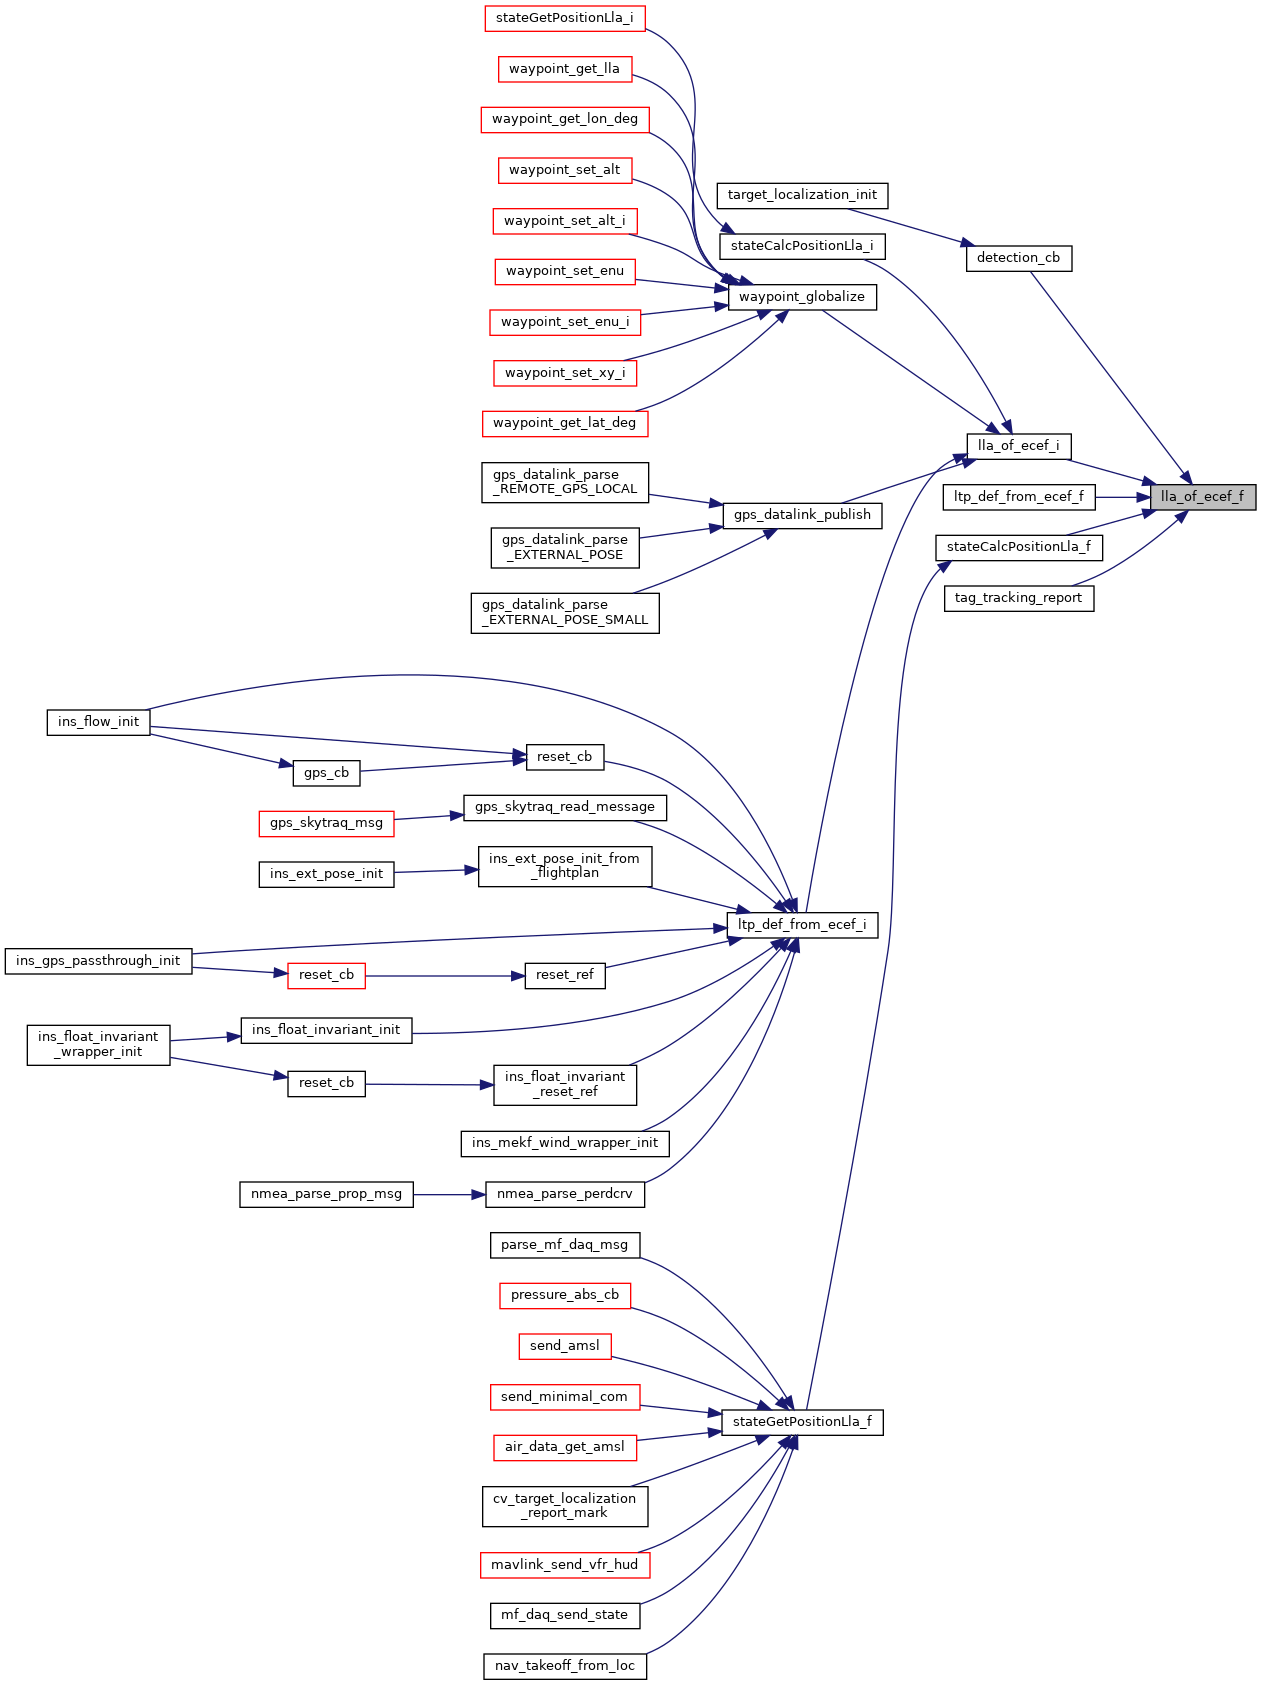 stateGetPositionLla_i
waypoint_get_lla
waypoint_get_lon_deg
waypoint_set_alt
target_localization_init
waypoint_set_alt_i
stateCalcPositionLla_i
detection_cb
waypoint_set_enu
waypoint_globalize
waypoint_set_enu_i
waypoint_set_xy_i
waypoint_get_lat_deg
lla_of_ecef_i
gps_datalink_parse
_REMOTE_GPS_LOCAL
ltp_def_from_ecef_f
lla_of_ecef_f
gps_datalink_publish
gps_datalink_parse
_EXTERNAL_POSE
stateCalcPositionLla_f
tag_tracking_report
gps_datalink_parse
_EXTERNAL_POSE_SMALL
ins_flow_init
reset_cb
gps_cb
gps_skytraq_read_message
gps_skytraq_msg
ins_ext_pose_init_from
_flightplan
ins_ext_pose_init
ltp_def_from_ecef_i
ins_gps_passthrough_init
reset_cb
reset_ref
ins_float_invariant_init
ins_float_invariant
_wrapper_init
reset_cb
ins_float_invariant
_reset_ref
ins_mekf_wind_wrapper_init
nmea_parse_prop_msg
nmea_parse_perdcrv
parse_mf_daq_msg
pressure_abs_cb
send_amsl
send_minimal_com
stateGetPositionLla_f
air_data_get_amsl
cv_target_localization
_report_mark
mavlink_send_vfr_hud
mf_daq_send_state
nav_takeoff_from_loc